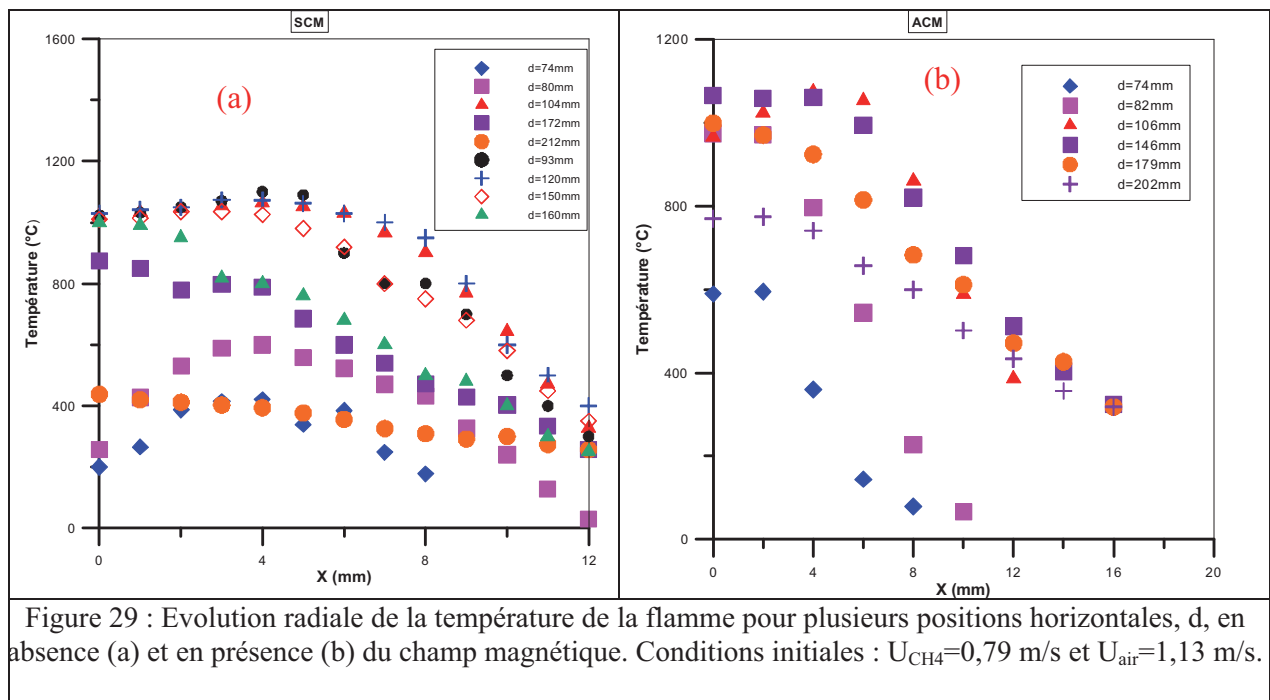 SCM
1600
1200
800
400
0
Température (°C)
(a)
d=74mm
d=80mm
d=104mm
d=172mm
d=212mm
d=93mm
d=120mm
d=150mm
d=160mm
0
4
8
12
X (mm)
ACM
1200
800
400
0
Température (°C)
(b)
d=74mm
d=82mm
d=106mm
d=146mm
d=179mm
d=202mm
0
4
8
12
16
20
X (mm)
Figure 29 : Evolution radiale de la température de la flamme pour plusieurs positions horizontales, d, en
absence (a) et en présence (b) du champ magnétique. Conditions initiales : UCH4=0,79 m/s et Uair=1,13 m/s.